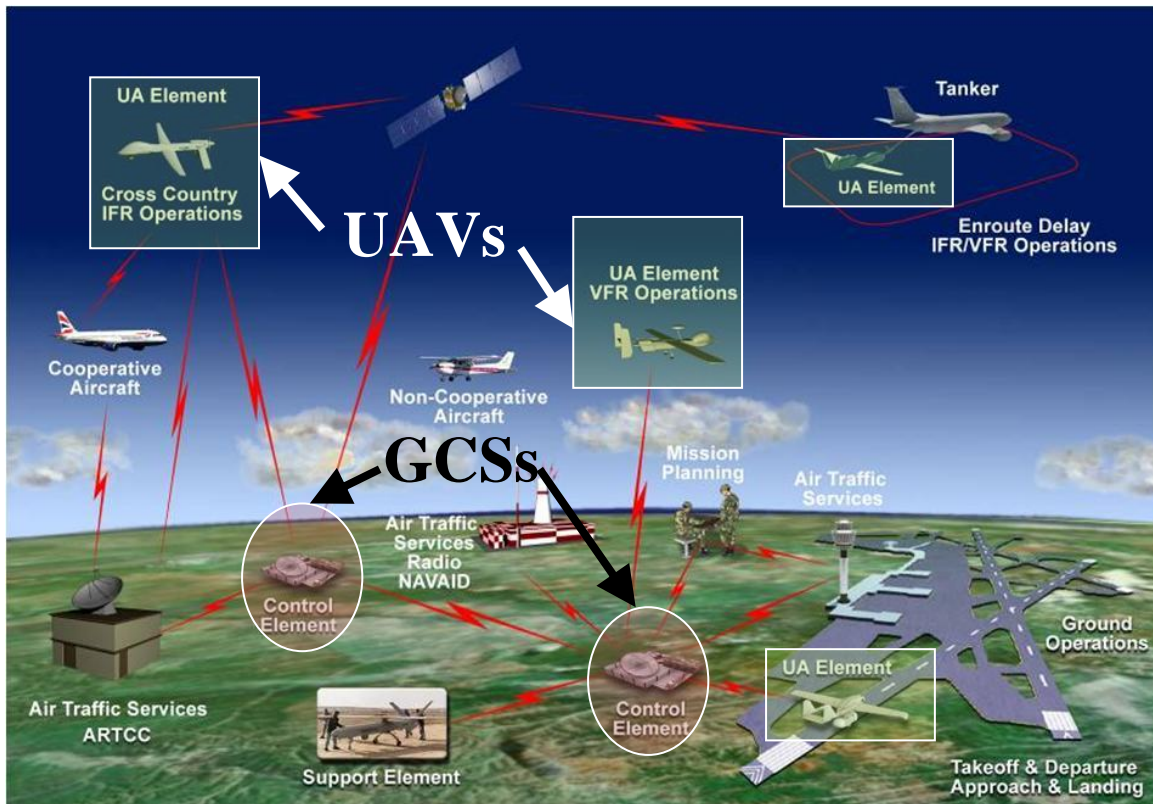 UA Element
Cross Country
IFR Operations
Tanker
UA Element
Enroute Delay
IFR/VFR Operations
UAVs
UA Element
VFR Operations
Cooperative
Aircraft
Non-Cooperative
Aircraft
GCSs
Mission
Planning
Air Traffic
Services
Air Traffic
Services
Radio
NAVAID
Control
Element
Ground
Operations
UA Element
Control
Element
Air Traffic Services
ARTCC
Support Element
Takeoff & Departure
Approach & Landing